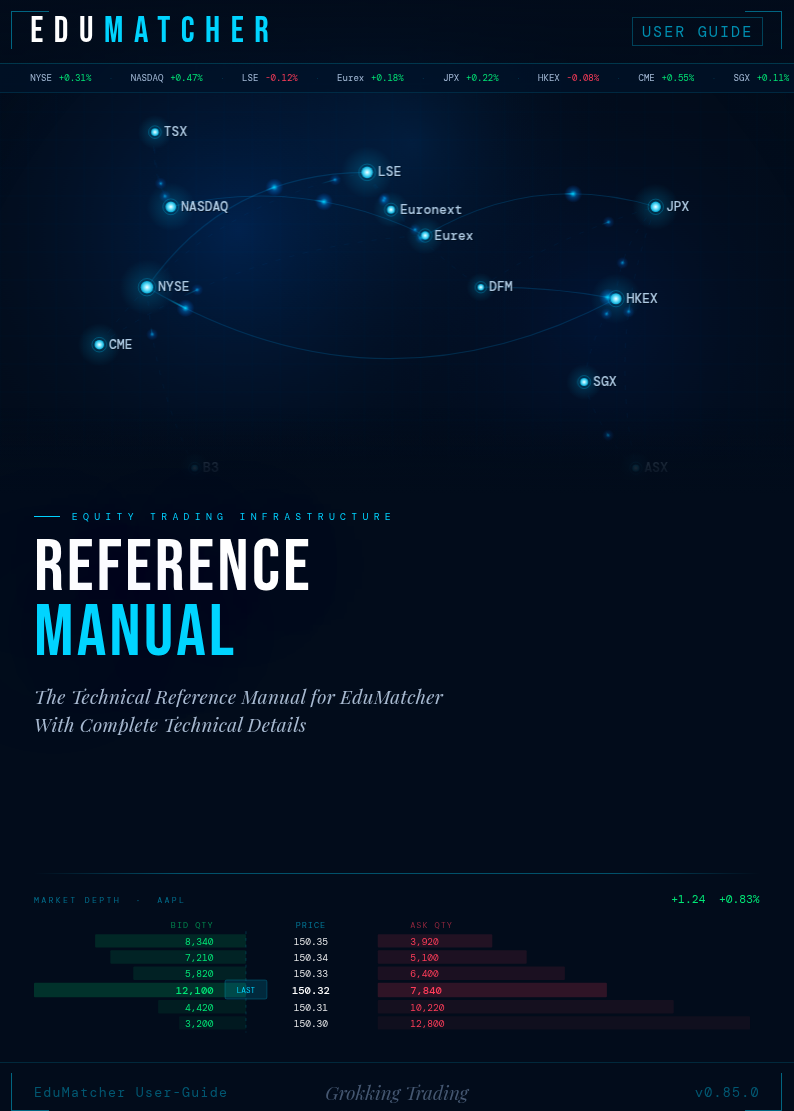 EDUMATCHER
USER GUIDE
NYSE +0.31% NASDAQ +0.47% LSE -0.12% Eurex +0.18% JPX +0.22% HKEX -0.08% CME +0.55% SGX +0.11%
TSX
LSE
NASDAQ
Euronext
JPX
Eurex
NYSE
DFM
HKEX
CME
SGX
B3
ASX
EQUITY TRADING INFRASTRUCTURE
REFERENCE
MANUAL
The Technical Reference Manual for EduMatcher
With Complete Technical Details
MARKET DEPTH · AAPL
+1.24 +0.83%
BID QTY PRICE ASK QTY
8,340 150.35 3,920
7,210 150.34 5,100
5,820 150.33 6,400
12,100 LAST 150.32 7,840
4,420 150.31 10,220
3,200 150.30 12,800
EduMatcher User-Guide Grokking Trading v0.85.0